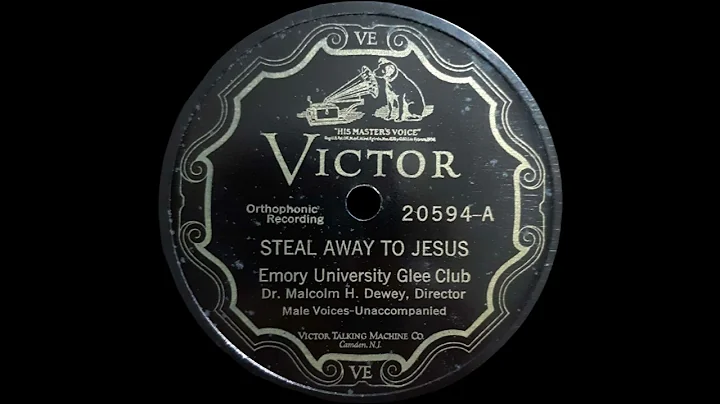 VE
"HIS MASTER'S VOICE"
VICTOR
Orthophonic
Recording
20594-A
STEAL AWAY TO JESUS
Emory University Glee Club
Dr. Malcolm H. Dewey, Director
Male Voices-Unaccompanied
VICTOR TALKING MACHINE CO.
Camden, N.J.
VE